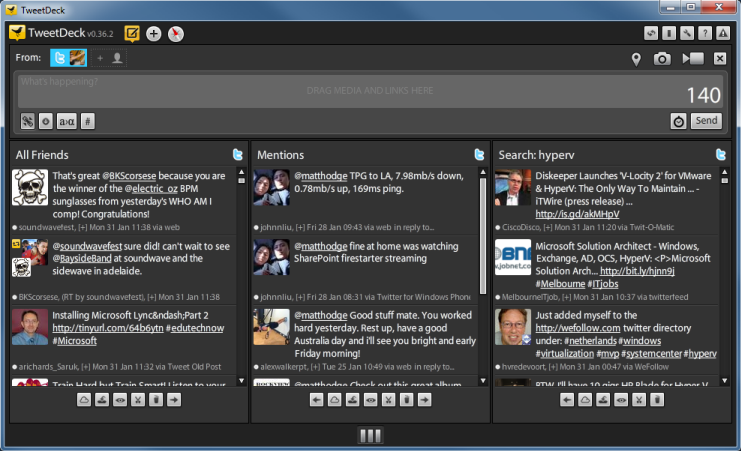 TweetDeck
TweetDeck v0.36.2
From:
What's happening?
DRAG MEDIA AND LINKS HERE
140
a›α
#
Send
All Friends
That's great @BKScorsese because you are
the winner of the @electric_oz BPM
sunglasses from yesterday's WHO AM I
comp! Congratulations!
soundwavefest, [+] Mon 31 Jan 11:38 via web
@soundwavefest sure did! can't wait to see
@BaysideBand at soundwave and the
sidewave in adelaide.
BKScorsese, (RT by soundwavefest), [+] Mon 31 Jan 11:38
Installing Microsoft Lync&ndash;Part 2
http://tinyurl.com/64b6ytn #edutechnow
#Microsoft
arichards_Saruk, [+] Mon 31 Jan 11:32 via Tweet Old Post
Train Hard but Train Smart! Listen to your
Mentions
@matthodge TPG to LA, 7.98mb/s down,
0.78mb/s up, 169ms ping.
johnnliu, [+] Fri 28 Jan 09:43 via web in reply to...
@matthodge fine at home was watching
SharePoint firestarter streaming
johnnliu, [+] Fri 28 Jan 08:31 via Twitter for Windows Phone
@matthodge Good stuff mate. You worked
hard yesterday. Rest up, have a good
Australia day and i'll see you bright and early
Friday morning!
alexwalkerpt, [+] Tue 25 Jan 10:49 via web in reply to...
@matthodge Check out this great album
Search: hyperv
Diskeeper Launches 'V-Locity 2' for VMware
& HyperV: The Only Way To Maintain ... -
iTWire (press release) ...
http://is.gd/akMHpV
CiscoDisco, [+] Mon 31 Jan 11:20 via Twit-O-Matic
Microsoft Solution Architect - Windows,
Exchange, AD, OCS, HyperV: <P>Microsoft
Solution Arch... http://bit.ly/hjnn9j
#Melbourne #ITjobs
MelbourneITjob, [+] Mon 31 Jan 10:37 via twitterfeed
Just added myself to the
http://wefollow.com twitter directory
under: #netherlands #windows
#virtualization #mvp #systemcenter #hyperv
hvredevoort, [+] Mon 31 Jan 00:47 via WeFollow